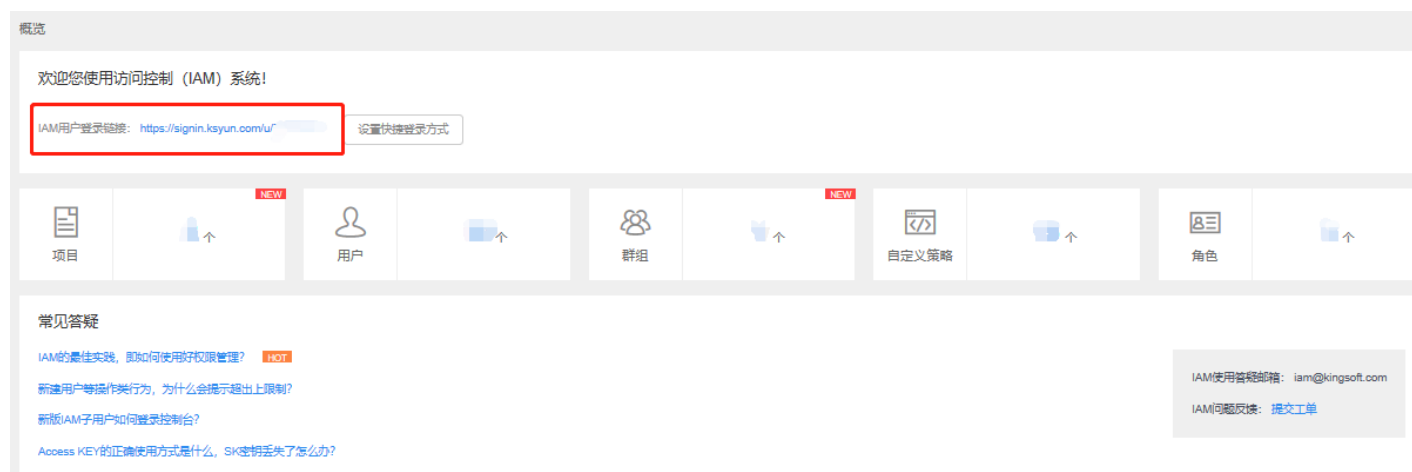 概览
欢迎您使用访问控制（IAM）系统!
IAM用户登录链接： https://signin.ksyun.com/u/
设置快捷登录方式
NEW
NEW
个
个
个
个
个
项目
用户
群组
自定义策略
角色
常见答疑
IAM的最佳实践，即如何使用好权限管理? HOT
新建用户等操作类行为，为什么会提示超出上限制?
新版IAM子用户如何登录控制台?
Access KEY的正确使用方式是什么，SK密钥丢失了怎么办?
IAM使用答疑邮箱： iam@kingsoft.com
IAM问题反馈： 提交工单